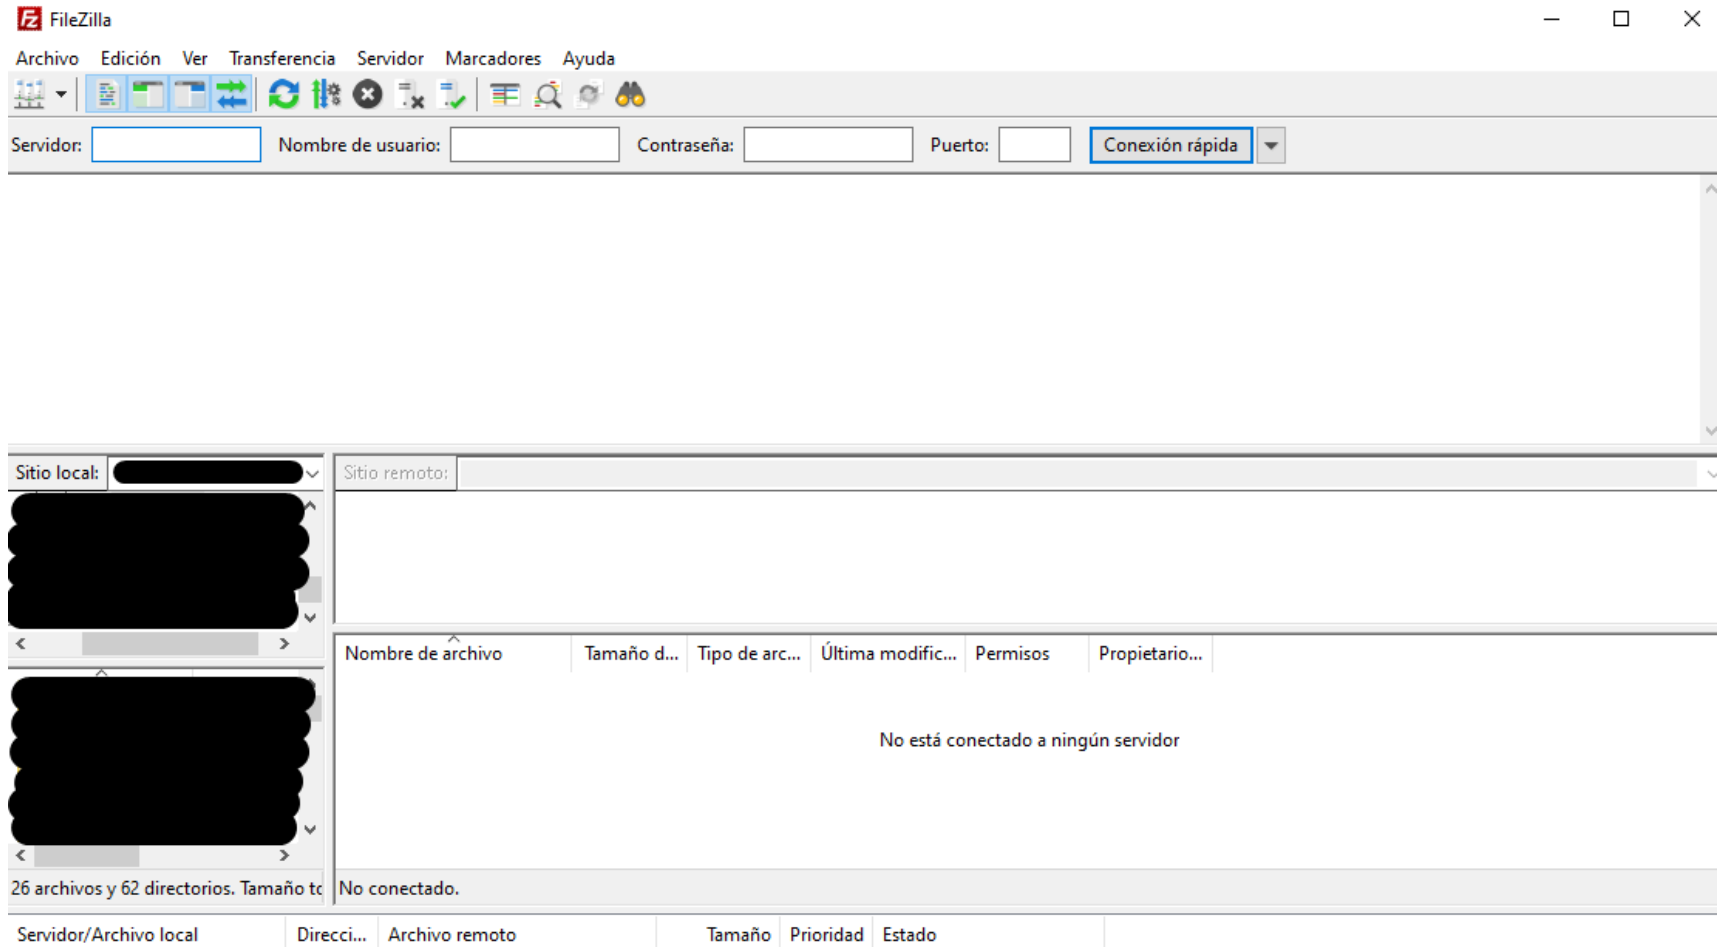 FileZilla
Archivo Edición Ver Transferencia Servidor Marcadores Ayuda
Servidor: Nombre de usuario: Contraseña: Puerto: Conexión rápida
Sitio local: Sitio remoto:
Nombre de archivo Tamaño d... Tipo de arc... Última modific... Permisos Propietario...
No está conectado a ningún servidor
26 archivos y 62 directorios. Tamaño to No conectado.
Servidor/Archivo local Direcci... Archivo remoto Tamaño Prioridad Estado